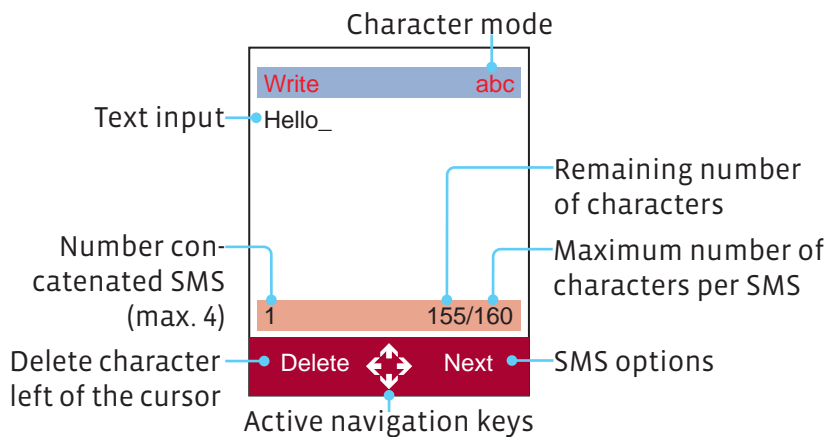 Character mode
Write abc
Text input Hello_
Remaining number
of characters
Number con-
catenated SMS
(max. 4)
Maximum number of
characters per SMS
1 155/160
Delete character
left of the cursor
Delete Next
SMS options
Active navigation keys